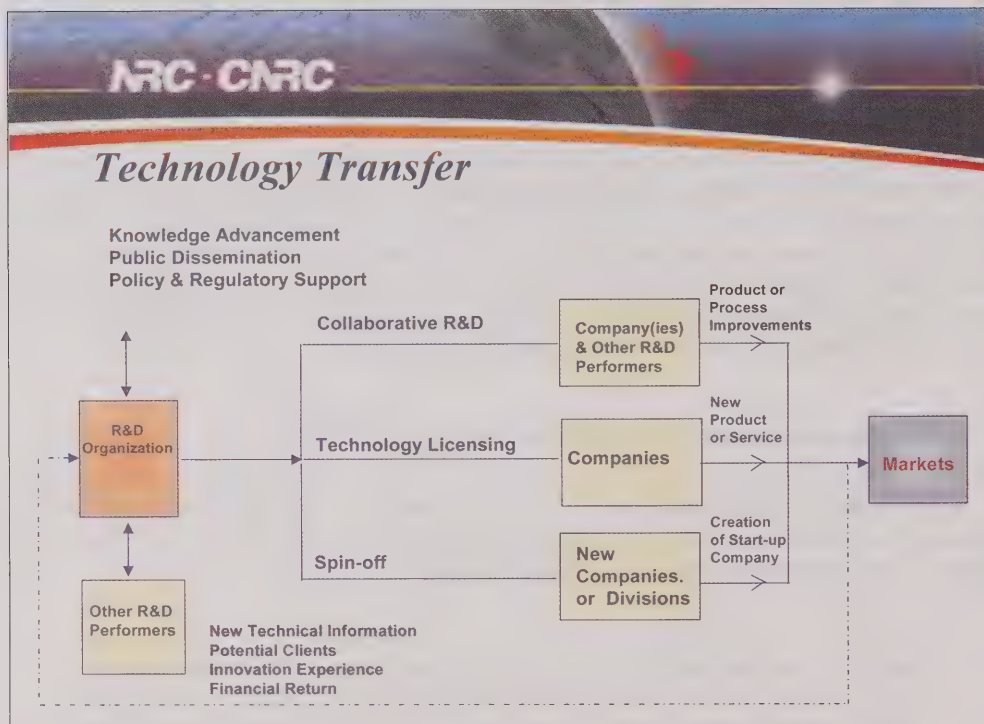 NRC · CNRC
Technology Transfer
Knowledge Advancement
Public Dissemination
Policy & Regulatory Support
Collaborative R&D
Company(ies)
& Other R&D
Performers
Product or
Process
Improvements
R&D
Organization
Technology Licensing
Companies
New
Product
or Service
Markets
Spin-off
New
Companies.
or Divisions
Creation
of Start-up
Company
Other R&D
Performers
New Technical Information
Potential Clients
Innovation Experience
Financial Return